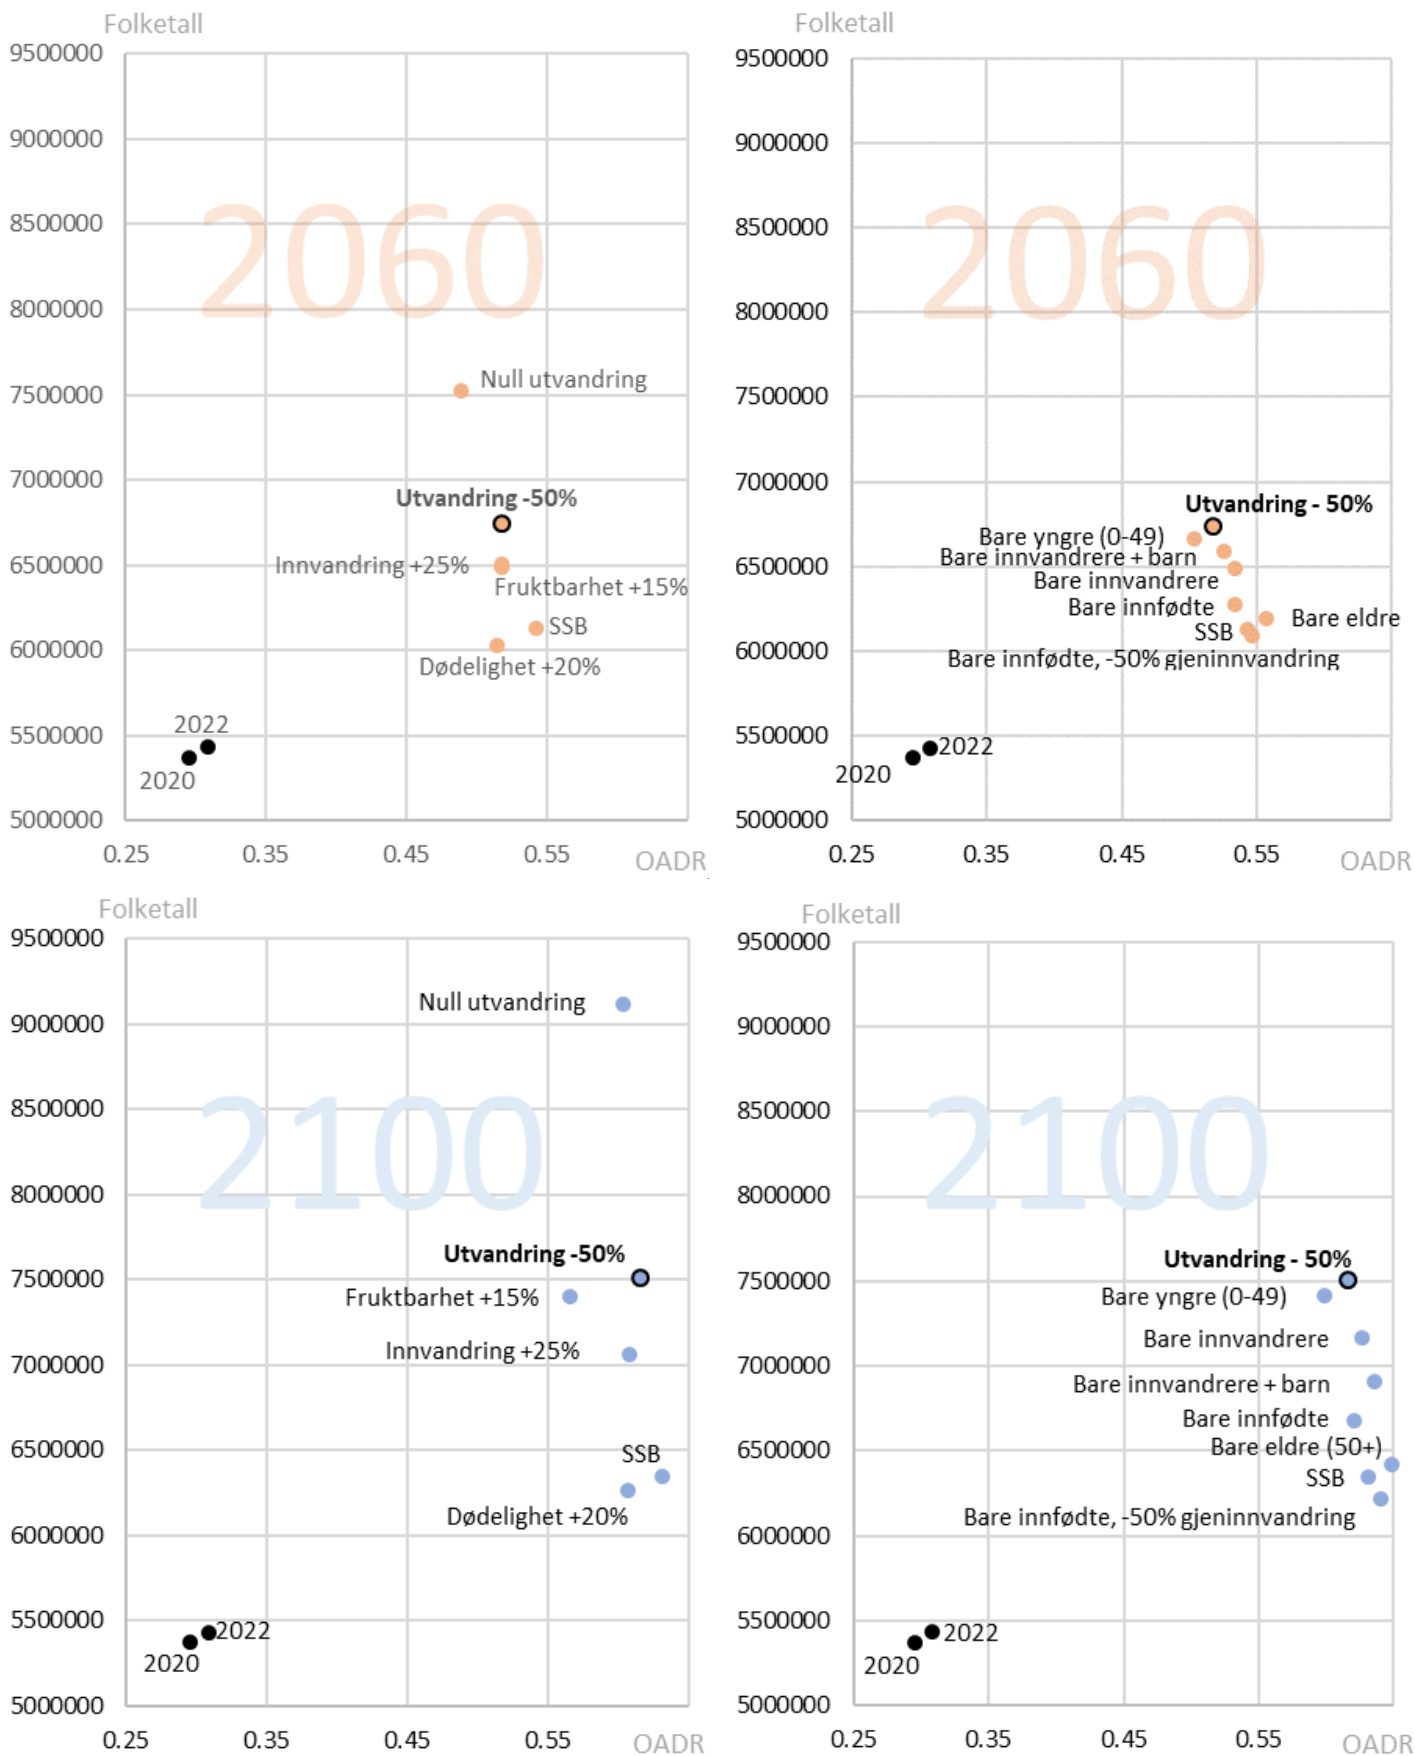 Folketall
9500000
9000000
8500000
8000000
7500000
7000000
6500000
6000000
5500000
5000000
2060
Null utvandring
Utvandring -50%
Innvandring +25%
Fruktbarhet +15%
SSB
Dødelighet +20%
2022
2020
0.25 0.35 0.45 0.55 OADR
Folketall
9500000
9000000
8500000
8000000
7500000
7000000
6500000
6000000
5500000
5000000
2060
Utvandring - 50%
Bare yngre (0-49)
Bare innvandrere + barn
Bare innvandrere
Bare innfødte
Bare eldre
SSB
Bare innfødte, -50% gjeninnvandring
2022
2020
0.25 0.35 0.45 0.55 OADR
Folketall
9500000
9000000
8500000
8000000
7500000
7000000
6500000
6000000
5500000
5000000
Null utvandring
2100
Utvandring -50%
Fruktbarhet +15%
Innvandring +25%
SSB
Dødelighet +20%
2022
2020
0.25 0.35 0.45 0.55 OADR
Folketall
9500000
9000000
8500000
8000000
7500000
7000000
6500000
6000000
5500000
5000000
2100
Utvandring - 50%
Bare yngre (0-49)
Bare innvandrere
Bare innvandrere + barn
Bare innfødte
Bare eldre (50+)
SSB
Bare innfødte, -50% gjeninnvandring
2022
2020
0.25 0.35 0.45 0.55 OADR